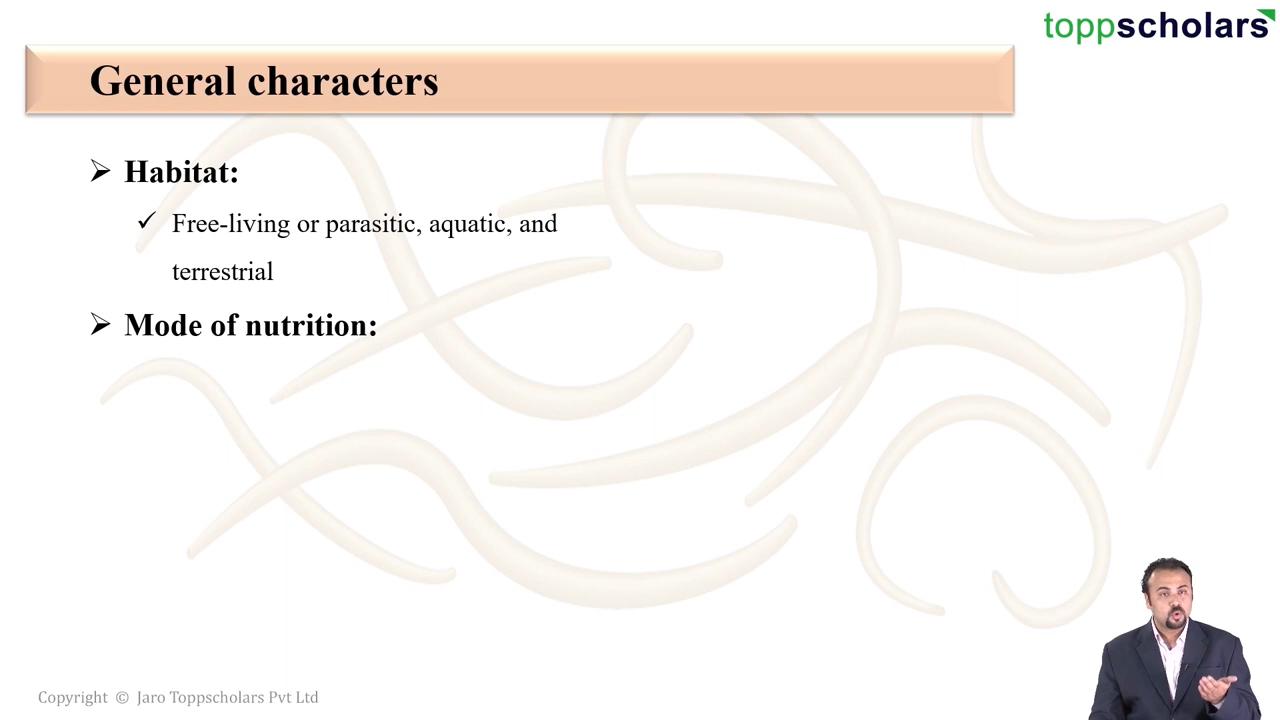 toppscholars
General characters
Habitat:
Free-living or parasitic, aquatic, and
terrestrial
Mode of nutrition:
Copyright © Jaro Toppscholars Pvt Ltd